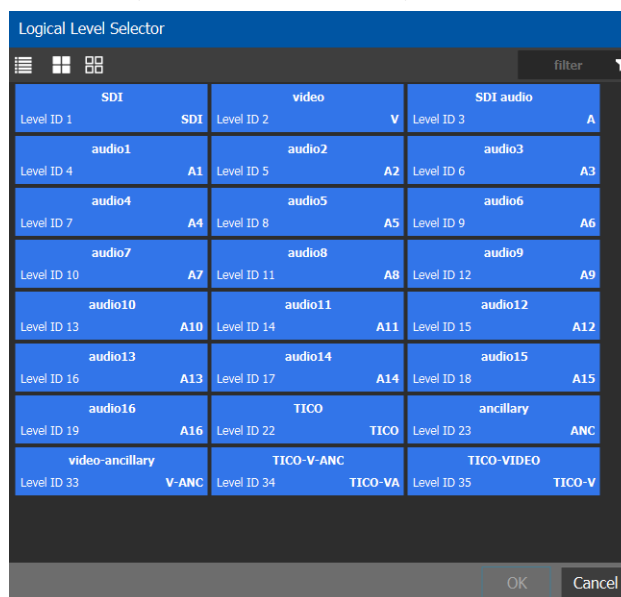 Logical Level Selector
filter
SDI video SDI audio
Level ID 1 SDI Level ID 2 V Level ID 3 A
audio1 audio2 audio3
Level ID 4 A1 Level ID 5 A2 Level ID 6 A3
audio4 audio5 audio6
Level ID 7 A4 Level ID 8 A5 Level ID 9 A6
audio7 audio8 audio9
Level ID 10 A7 Level ID 11 A8 Level ID 12 A9
audio10 audio11 audio12
Level ID 13 A10 Level ID 14 A11 Level ID 15 A12
audio13 audio14 audio15
Level ID 16 A13 Level ID 17 A14 Level ID 18 A15
audio16 TICO ancillary
Level ID 19 A16 Level ID 22 TICO Level ID 23 ANC
video-ancillary TICO-V-ANC TICO-VIDEO
Level ID 33 V-ANC Level ID 34 TICO-VA Level ID 35 TICO-V
OK Cancel